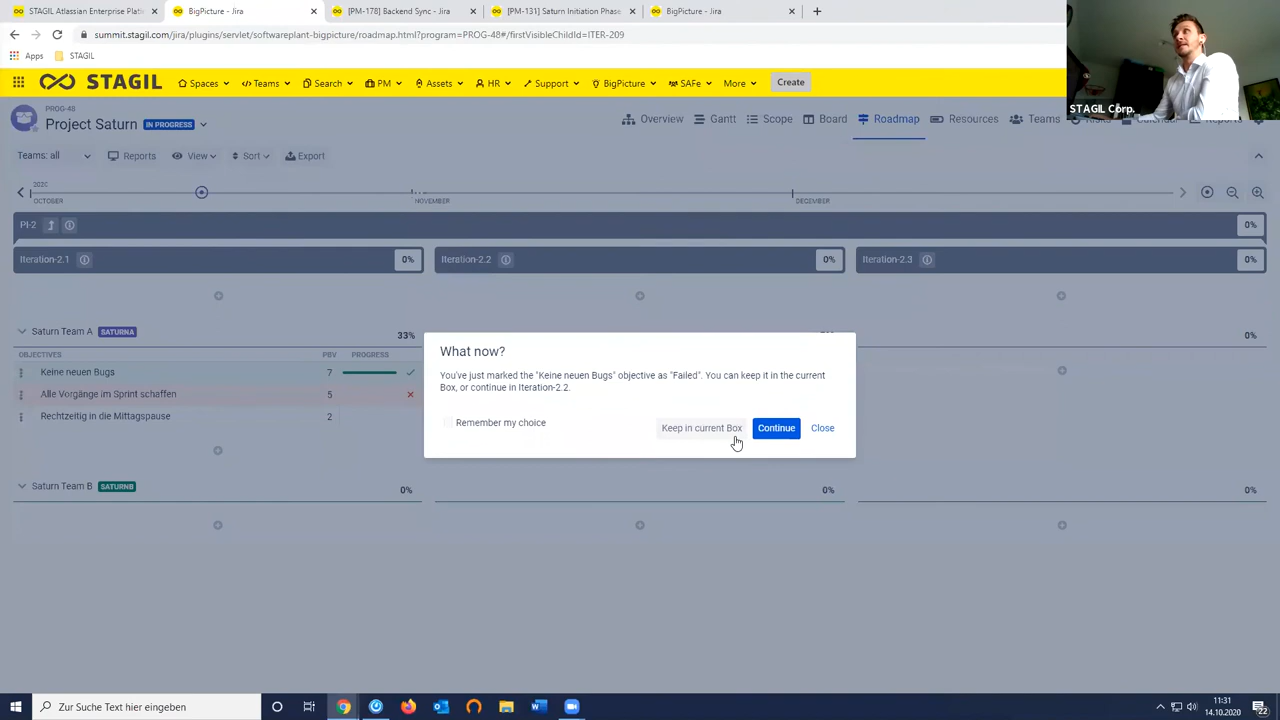 STAGIL Atlassian Enterprise Plat
BigPicture - Jira
[PM-178] Backend Sync - Jira
[PM-131] Saturn Initiation Phase
BigPicture - Jira
summit.stagil.com/jira/plugins/servlet/softwareplant-bigpicture/roadmap.html?program=PROG-48#/firstVisibleChildId=ITER-209
Apps STAGIL
STAGIL Corp.
STAGIL Spaces Teams Search PM Assets HR Support BigPicture SAFe More Create
PROG-48
Project Saturn IN PROGRESS
Overview Gantt Scope Board Roadmap Resources Teams Risks Calendar Reports
Teams: all Reports View Sort Export
2020
OCTOBER NOVEMBER DECEMBER
PI-2 0%
Iteration-2.1 0% Iteration-2.2 0% Iteration-2.3 0%
Saturn Team A SATURNA 33% 0%
OBJECTIVES PBV PROGRESS
Keine neuen Bugs 7
Alle Vorgänge im Sprint schaffen 5
Rechtzeitig in die Mittagspause 2
What now?
You've just marked the "Keine neuen Bugs" objective as "Failed". You can keep it in the current
Box, or continue in Iteration-2.2.
Remember my choice Keep in current Box Continue Close
Saturn Team B SATURNB 0% 0% 0%
Zur Suche Text hier eingeben
11:31
14.10.2020
22